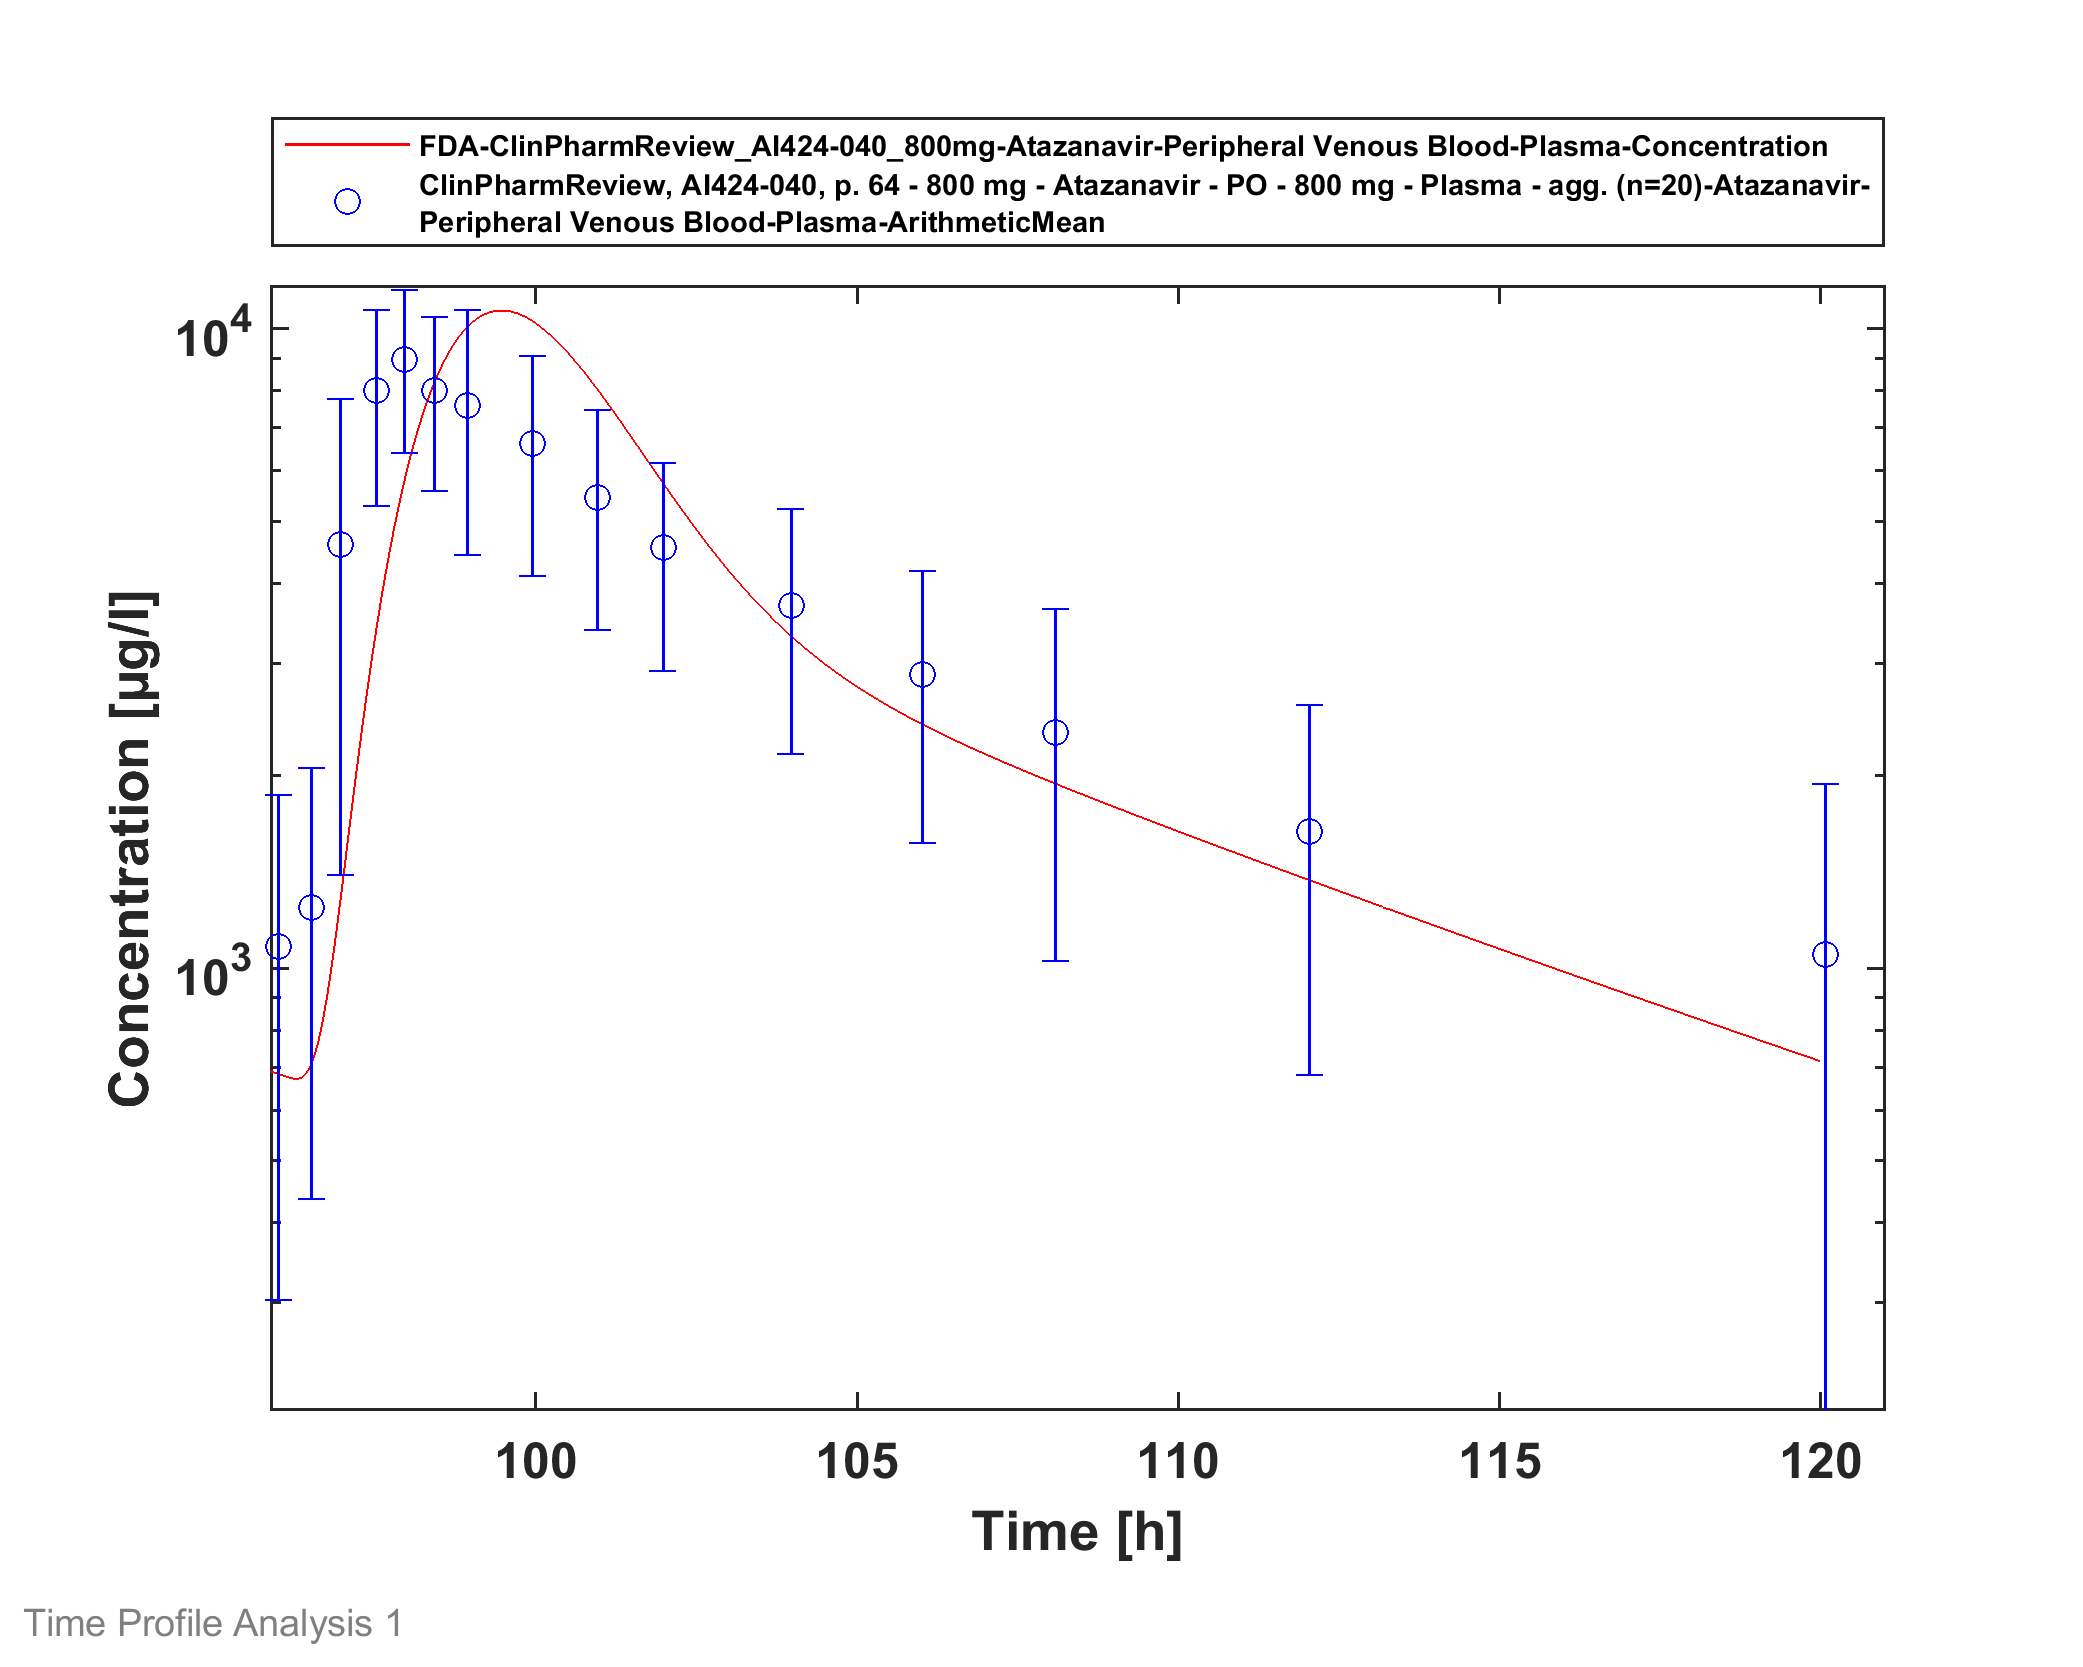 FDA-ClinPharmReview_AI424-040_800mg-Atazanavir-Peripheral Venous Blood-Plasma-Concentration
ClinPharmReview, AI424-040, p. 64 - 800 mg - Atazanavir - PO - 800 mg - Plasma - agg. (n=20)-Atazanavir-
Peripheral Venous Blood-Plasma-ArithmeticMean
10^4
10^3
Concentration [µg/l]
100 105 110 115 120
Time [h]
Time Profile Analysis 1